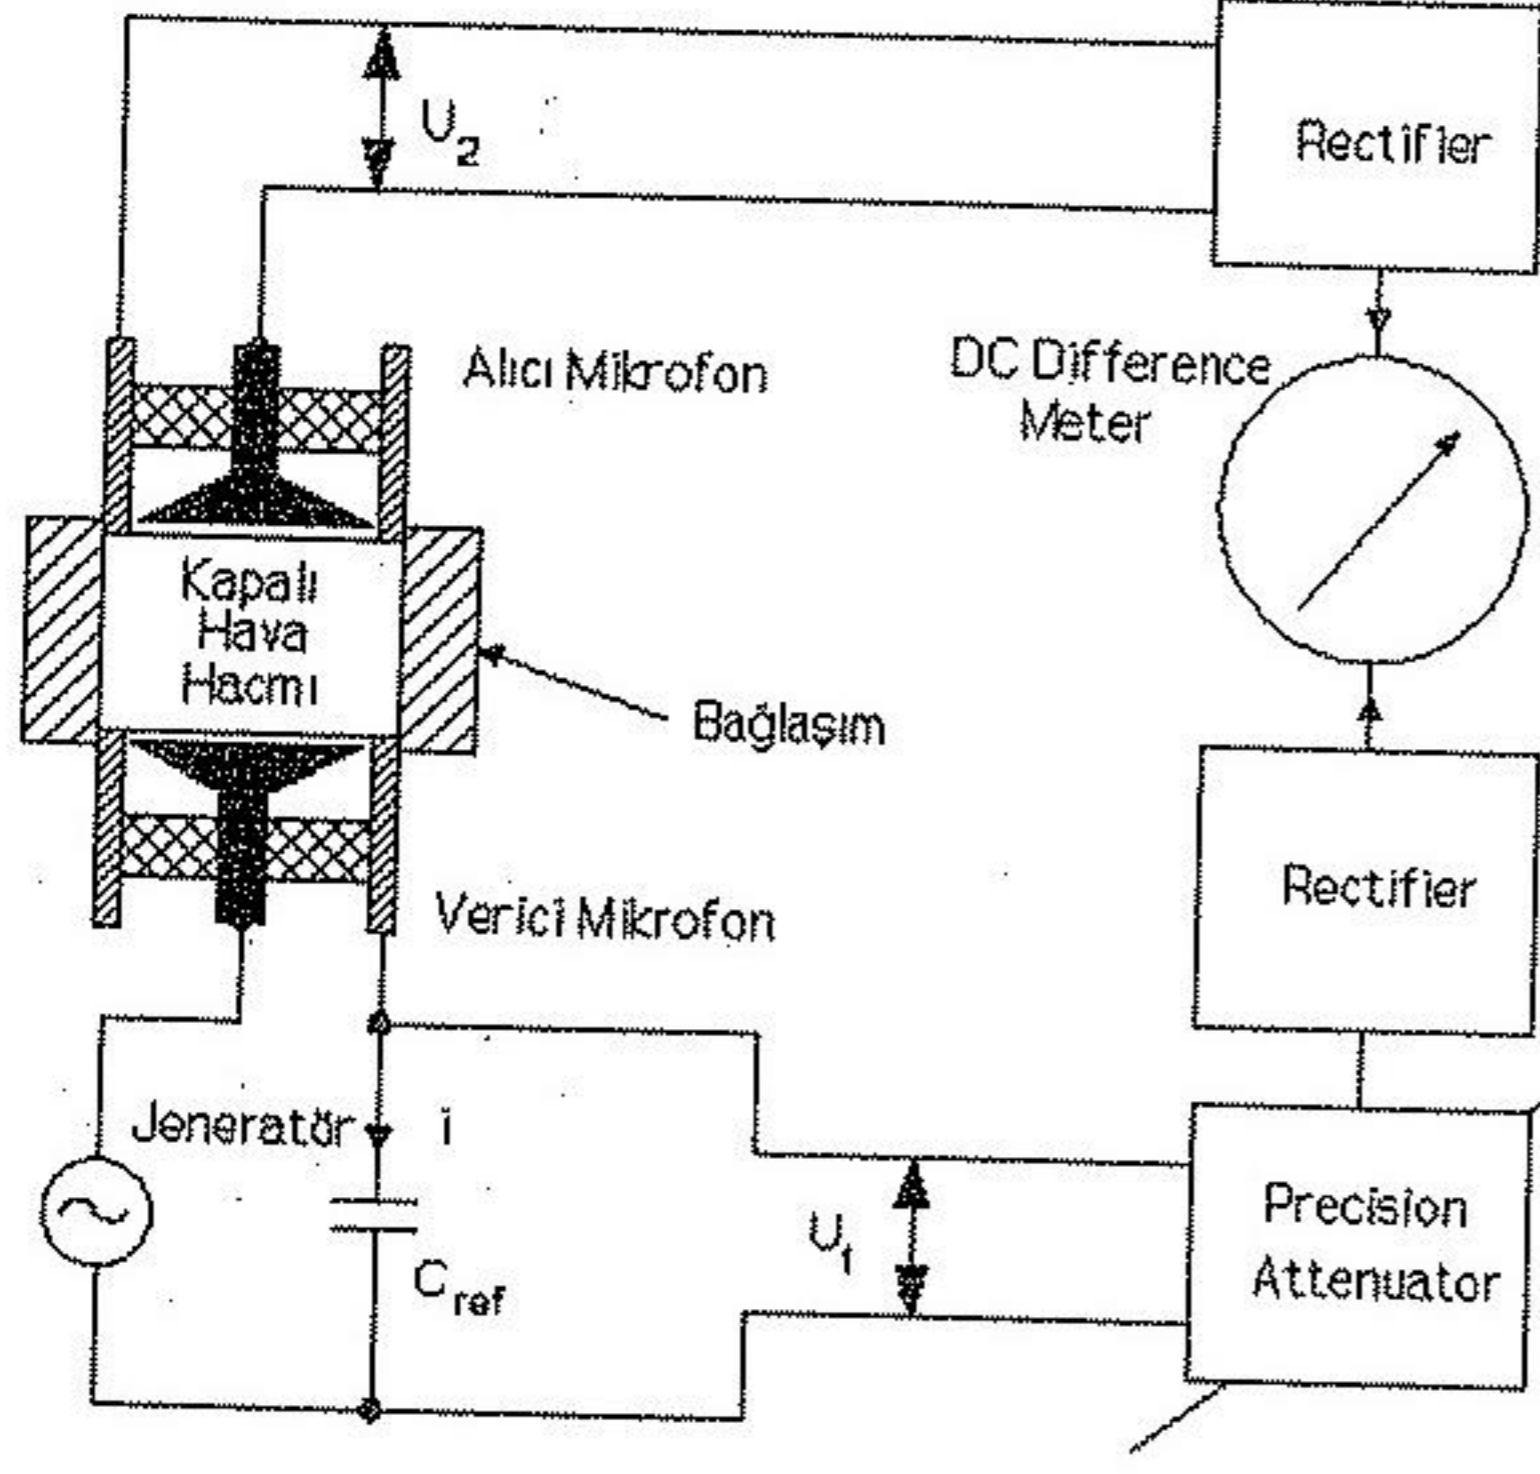 U2
Rectifier
Alıcı Mikrofon
DC Difference
Meter
Kapalı
Hava
Hacmı
Bağlaşım
Rectifier
Verici Mikrofon
Jeneratör
i
Precision
Attenuator
U1
Cref